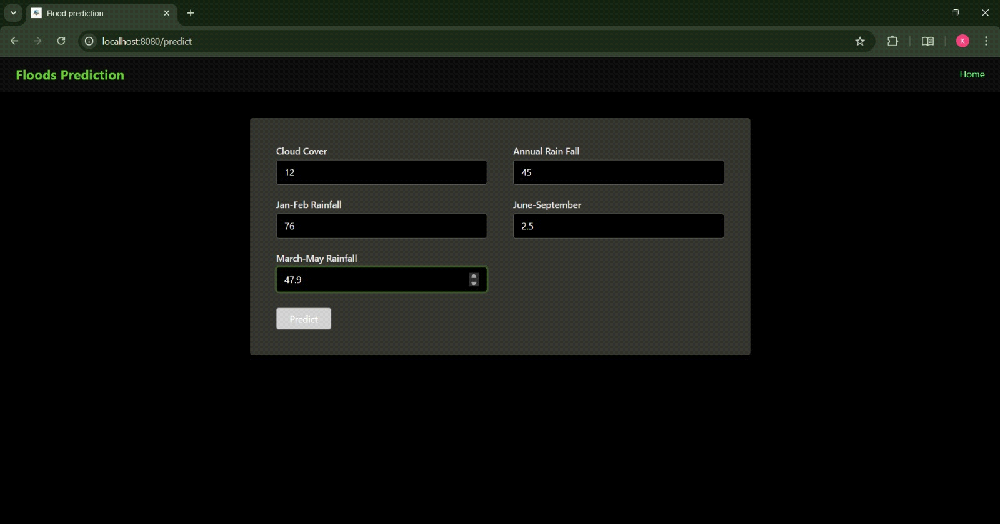 Flood prediction
localhost:8080/predict
K
Floods Prediction
Home
Cloud Cover
Annual Rain Fall
12
45
Jan-Feb Rainfall
June-September
76
2.5
March-May Rainfall
47.9
Predict